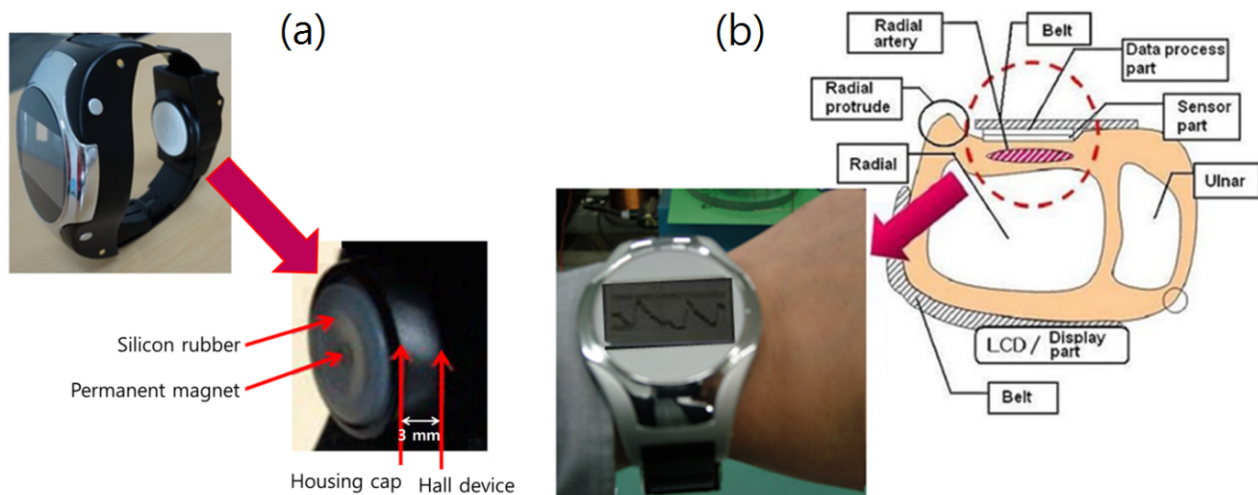 (a)
Silicon rubber
Permanent magnet
3 mm
Housing cap
Hall device
(b)
Radial
artery
Belt
Data process
part
Radial
protrude
Sensor
part
Radial
Ulnar
LCD / Display
part
Belt